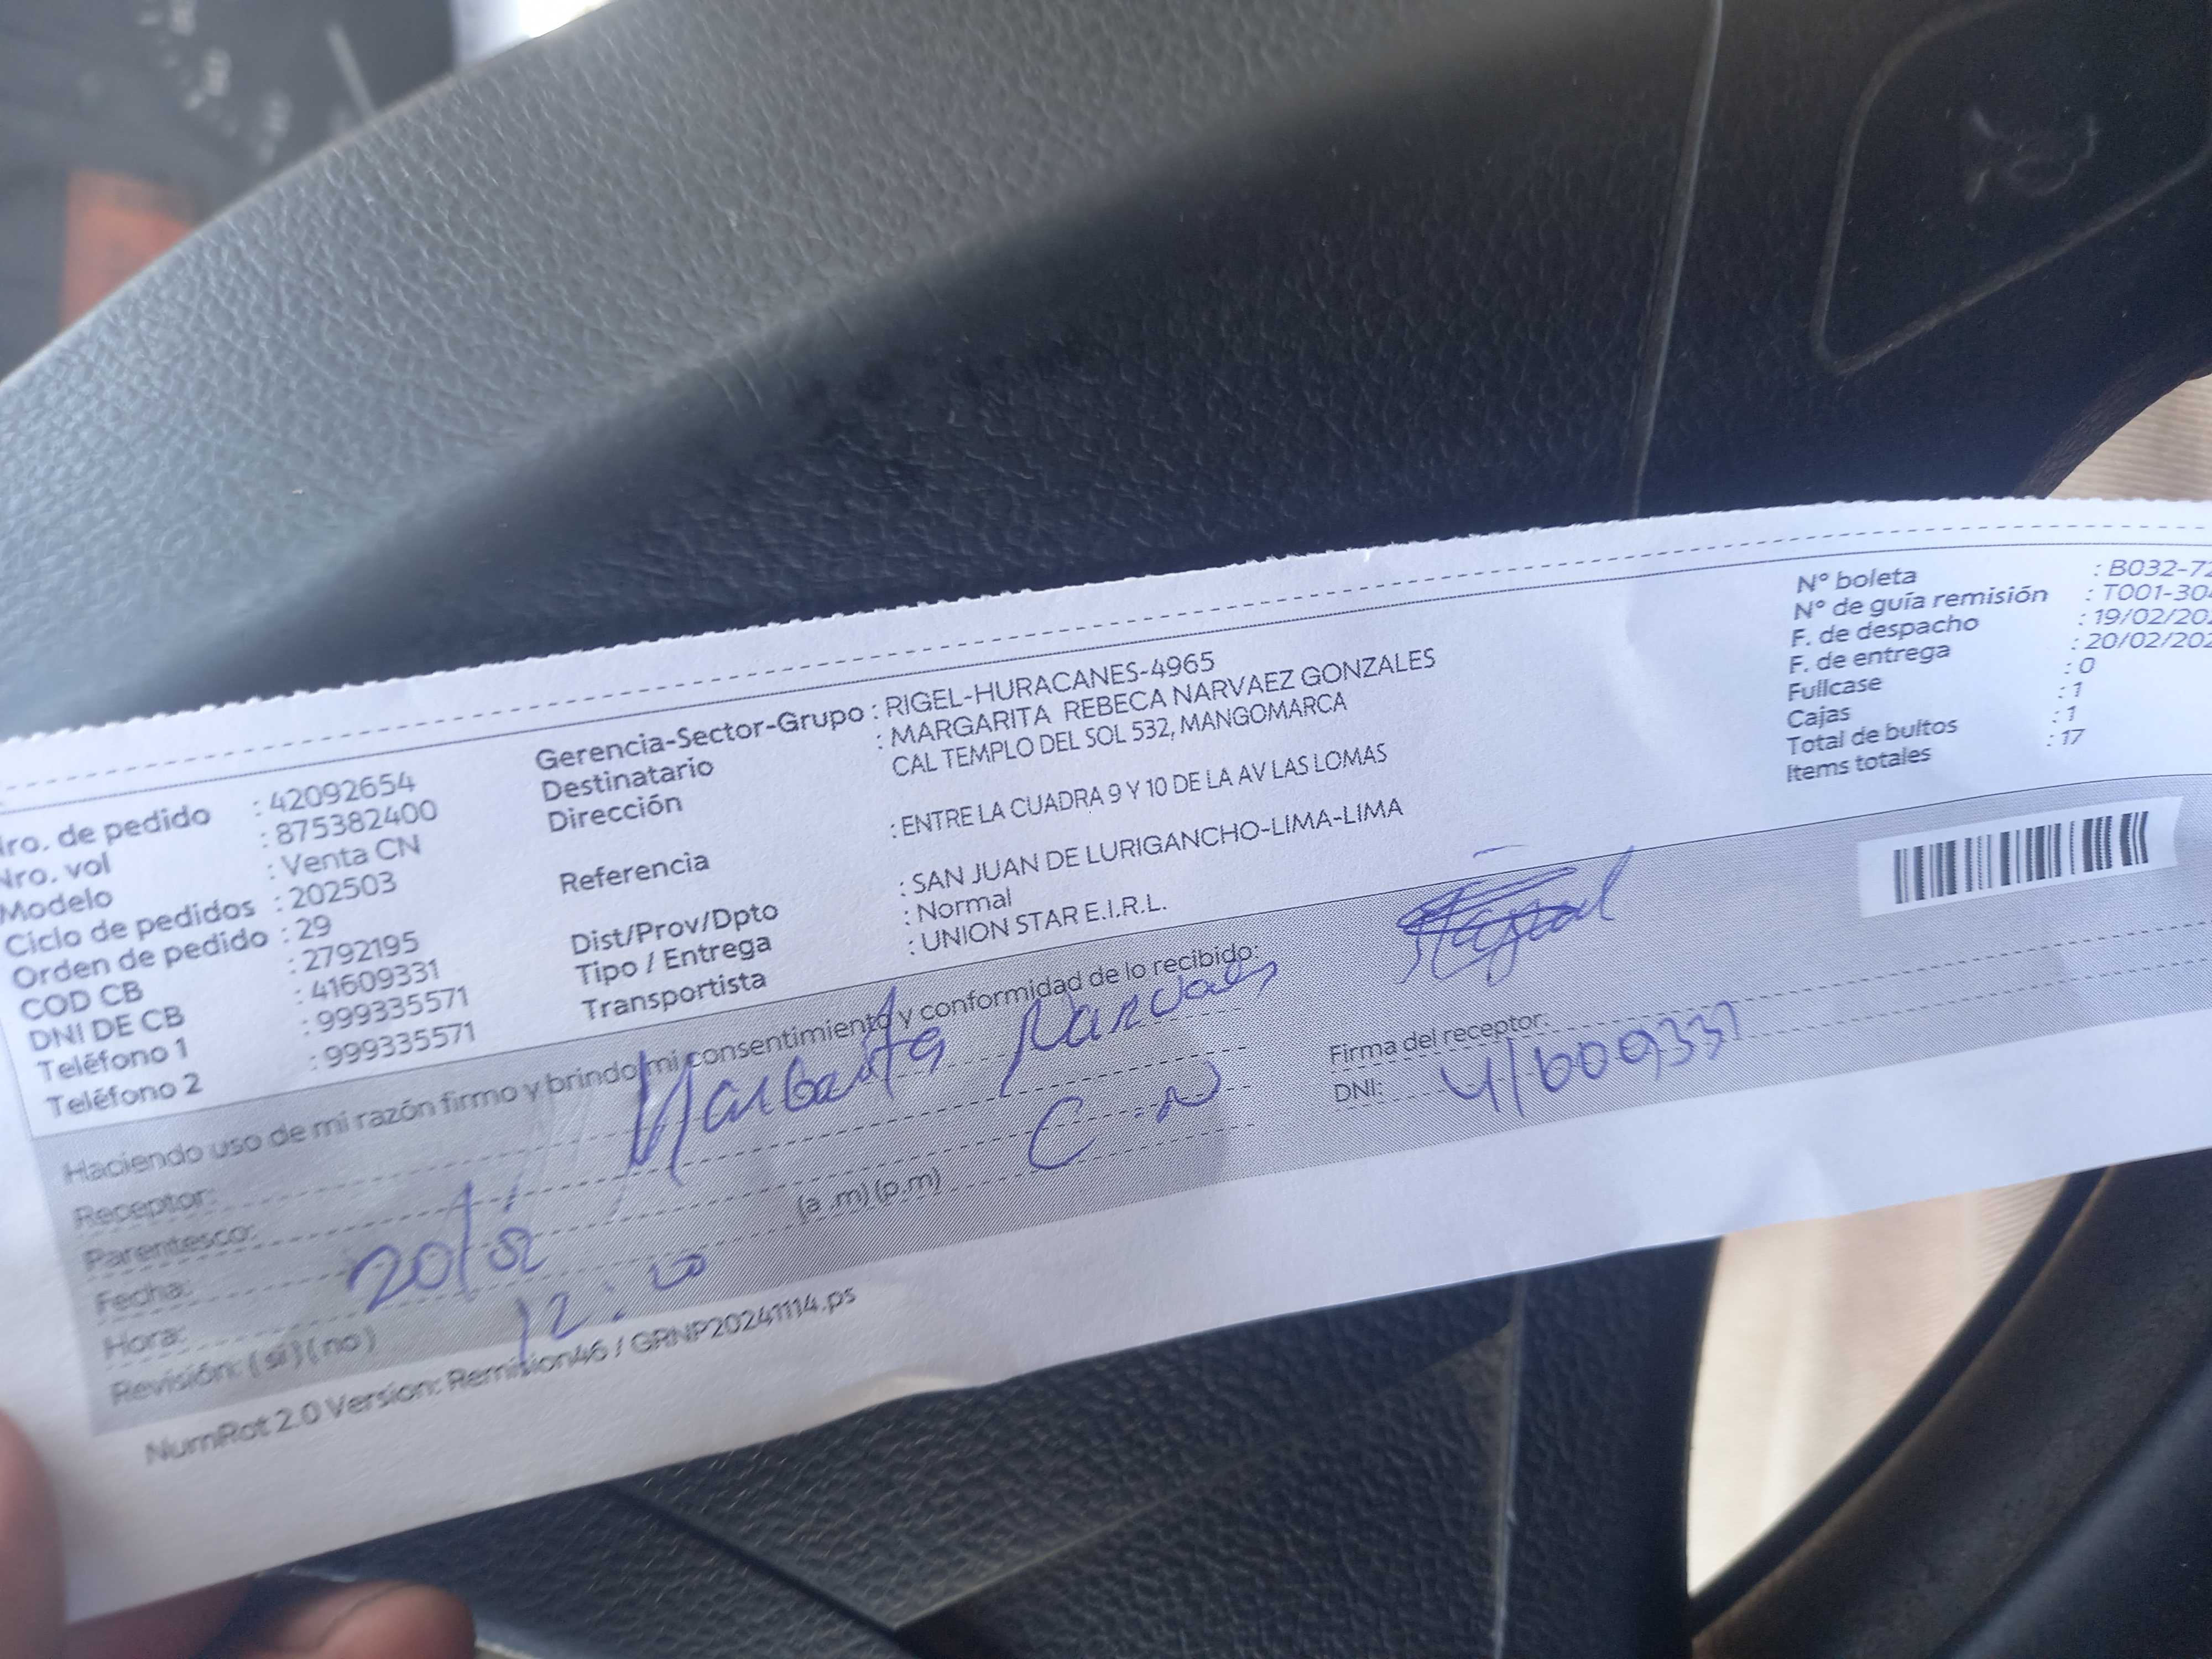 Nro. de pedido : 42092654
Nro. vol : 875382400
Modelo : Venta CN
Ciclo de pedidos : 202503
Orden de pedido : 29
COD CB : 2792195
DNI DE CB : 41609331
Teléfono 1 : 999335571
Teléfono 2 : 999335571
Gerencia-Sector-Grupo : RIGEL-HURACANES-4965
Destinatario : MARGARITA REBECA NARVAEZ GONZALES
Dirección CAL TEMPLO DEL SOL 532, MANGOMARCA
Referencia : ENTRE LA CUADRA 9 Y 10 DE LA AV LAS LOMAS
Dist/Prov/Dpto : SAN JUAN DE LURIGANCHO-LIMA-LIMA
Tipo / Entrega : Normal
Transportista : UNION STAR E.I.R.L.
N° boleta : B032-72
N° de guía remisión : T001-30
F. de despacho : 19/02/202
F. de entrega : 20/02/202
Fullcase : 0
Cajas : 1
Total de bultos : 1
Items totales : 17
Haciendo uso de mi razón firmo y brindo mi consentimiento y conformidad de lo recibido:
Receptor:
Parentesco: C.N
Fecha: 20/02
Hora: 12:00 (a.m) (p.m)
Revisión: ( si ) ( no )
Firma del receptor:
DNI: 41609331
NumRot 2.0 Version: Remision46 / GRNP20241114.ps